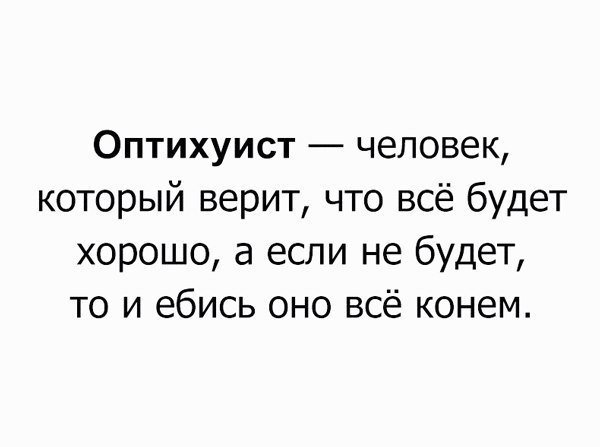 Оптихуист — человек,
который верит, что всё будет
хорошо, а если не будет,
то и ебись оно всё конем.